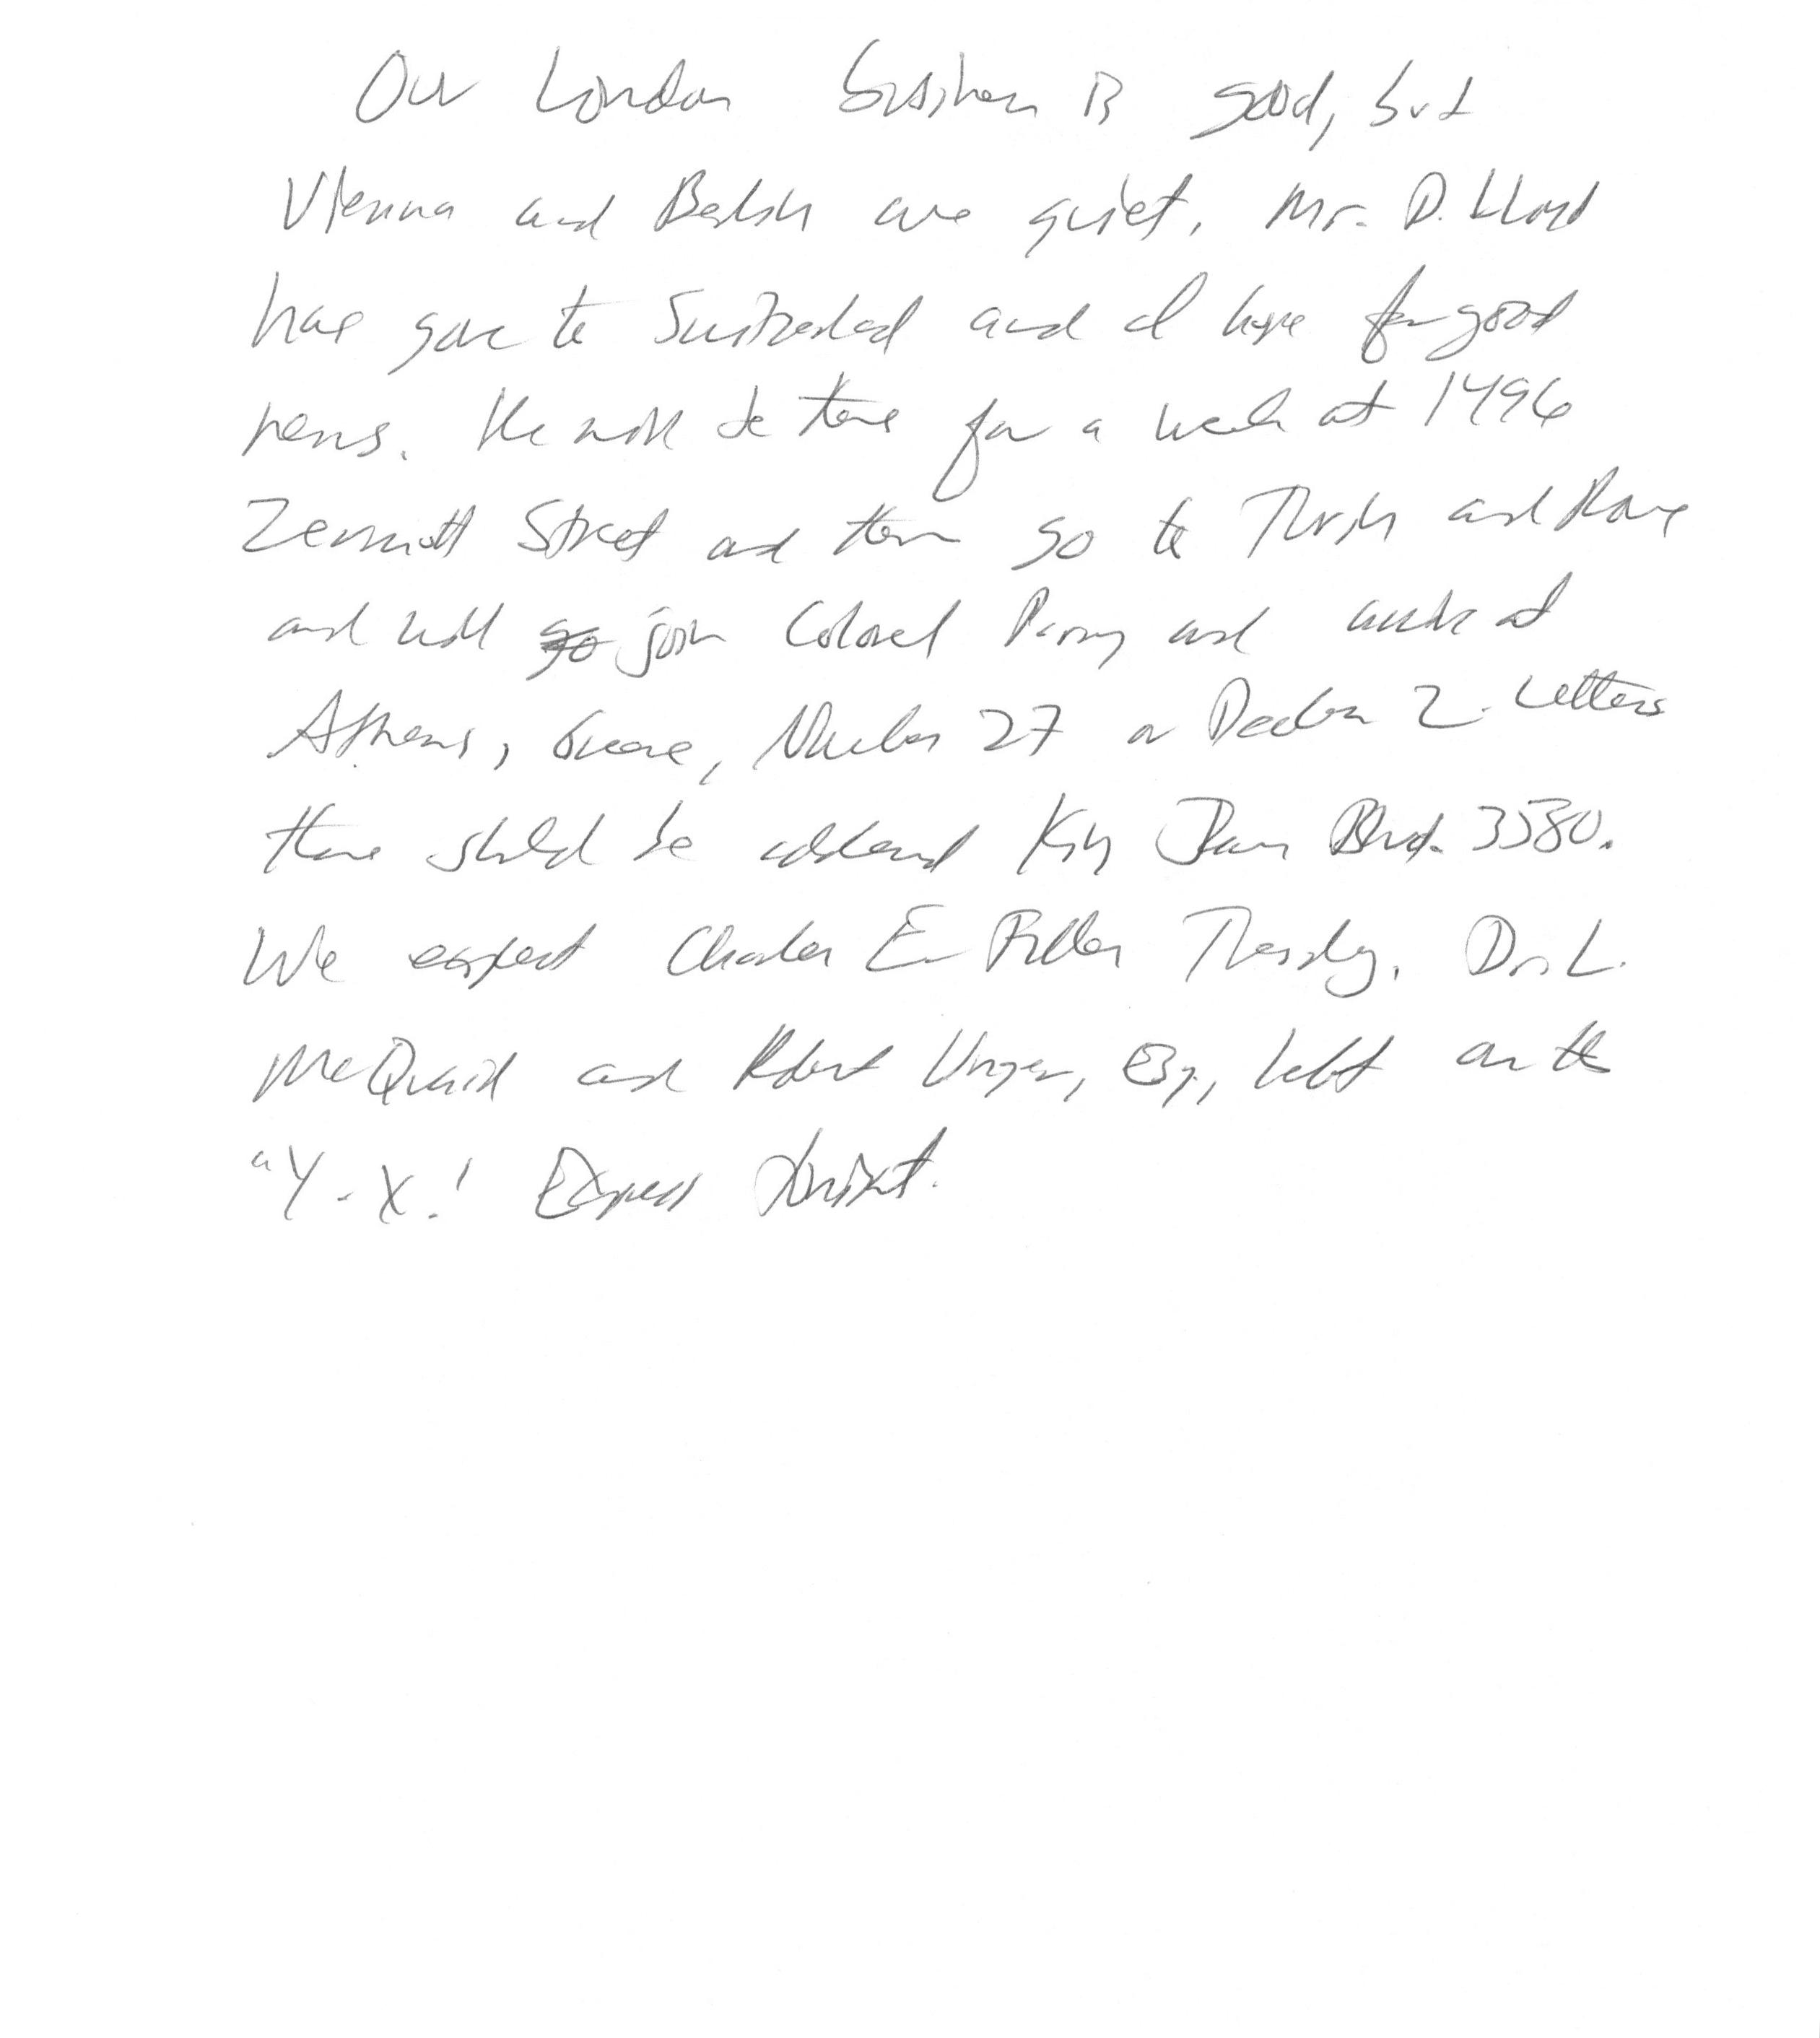 Our London business is good, but
Vienna and Berlin are quiet. Mr. D. Lloyd
has gone to Switzerland and I hope for good
news. He will be there for a week at 1496
Zermott Street and then go to Turin and Rome
and will go join Colonel Parry and arrive at
Athens, Greece, November 27 or December 2. Letters
there should be addressed King James Blvd. 3580.
We expect Charles E. Fuller Tuesday. Dr. L.
McQuaid and Robert Unger, Esq., left on the
"Y. X." Express tonight.